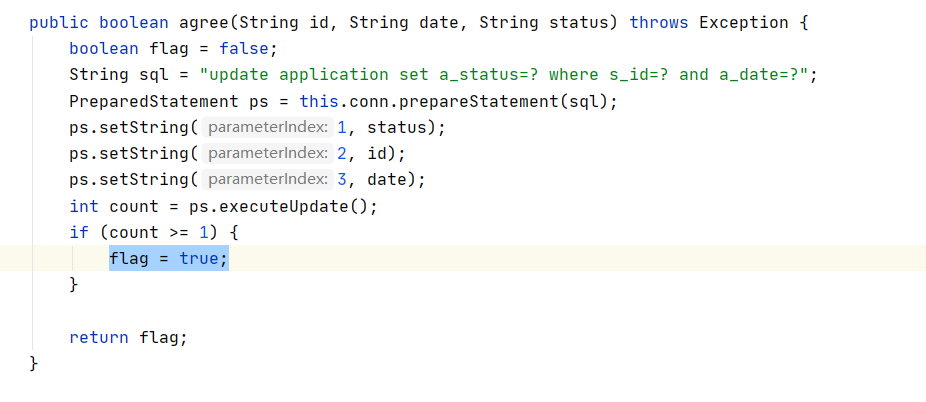 public boolean agree(String id, String date, String status) throws Exception {
    boolean flag = false;
    String sql = "update application set a_status=? where s_id=? and a_date=?";
    PreparedStatement ps = this.conn.prepareStatement(sql);
    ps.setString( parameterIndex: 1, status);
    ps.setString( parameterIndex: 2, id);
    ps.setString( parameterIndex: 3, date);
    int count = ps.executeUpdate();
    if (count >= 1) {
        flag = true;
    }

    return flag;
}